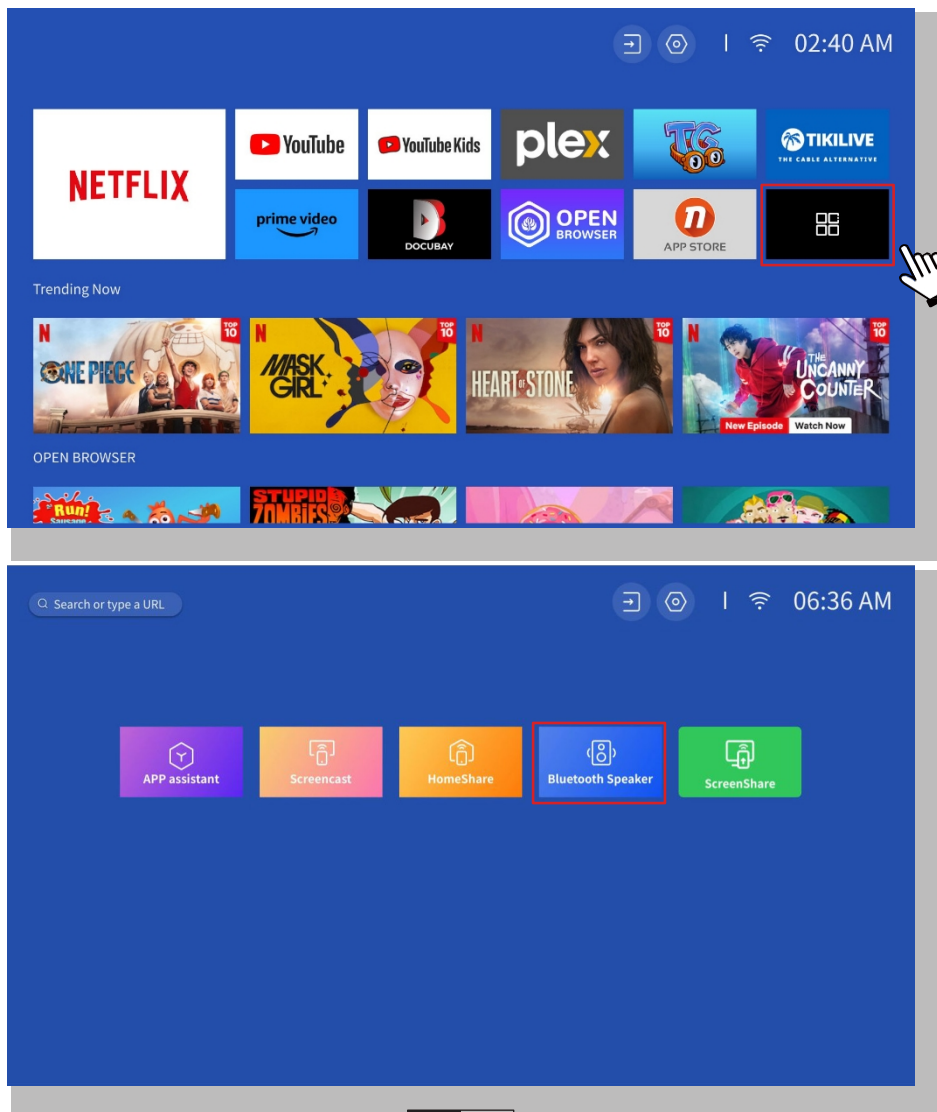 02:40 AM
NETFLIX
YouTube
YouTube Kids
plex
TG
TIKILIVE
THE CABLE ALTERNATIVE
prime video
DOCUBAY
OPEN
BROWSER
n
APP STORE
Trending Now
N
TOP
10
ONE PIECE
N
TOP
10
MASK
GIRL
N
TOP
10
HEART OF STONE
N
TOP
10
THE
UNCANNY
COUNTER
New Episode
Watch Now
OPEN BROWSER
Run!
Sausage
STUPID
ZOMBIES
Search or type a URL
06:36 AM
APP assistant
Screencast
HomeShare
Bluetooth Speaker
ScreenShare